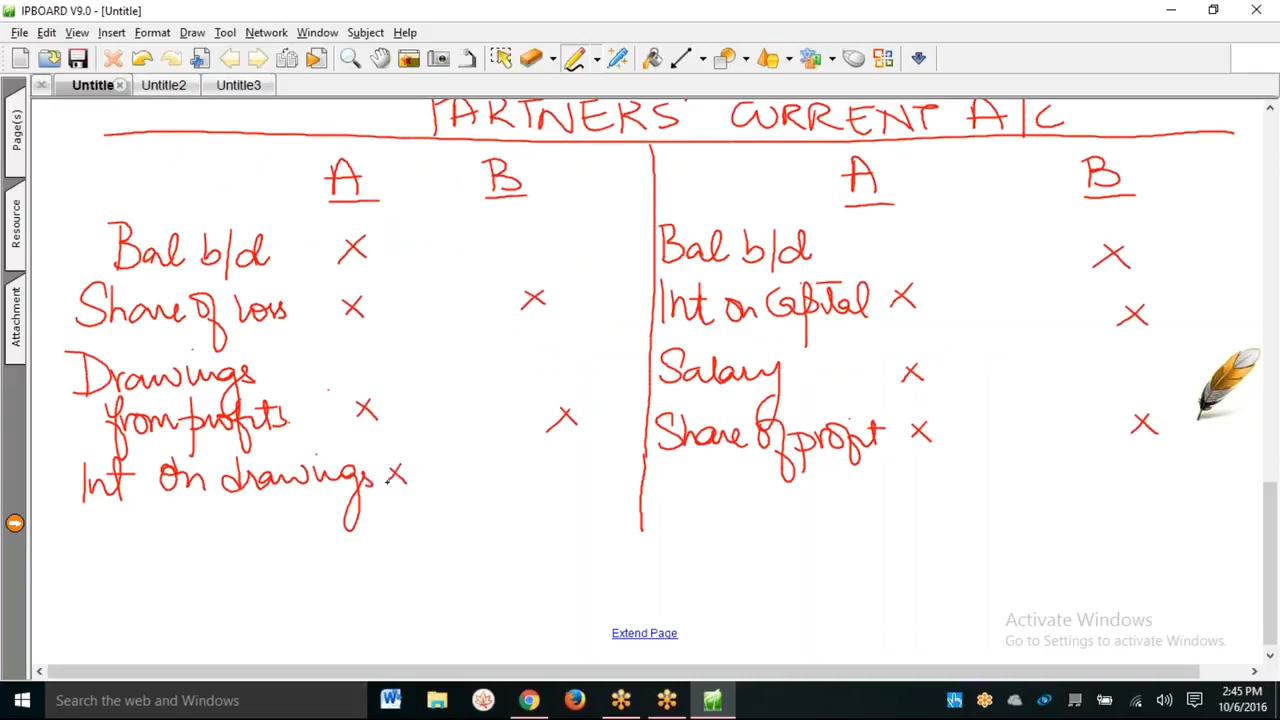 IPBOARD V9.0 - [Untitle]
File Edit View Insert Format Draw Tool Network Window Subject Help
Untitle Untitle2 Untitle3
Page(s)
Resource
Attachment
PARTNERS' CURRENT A/C
A B A B
Bal b/d X Bal b/d X
Share of loss X X Int on Capital X X
Drawings Salary X
from profits X X Share of profit X X
Int on drawings X
Extend Page
Activate Windows
Go to Settings to activate Windows.
Search the web and Windows
2:45 PM
10/6/2016